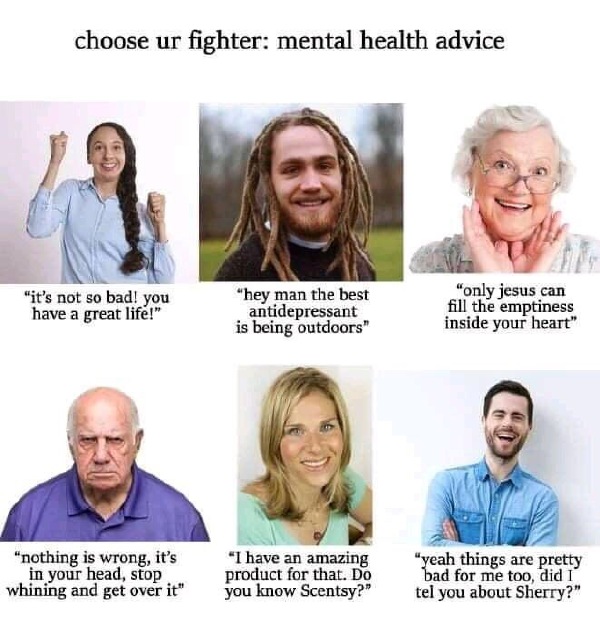 choose ur fighter: mental health advice
"it's not so bad! you
have a great life!"
"hey man the best
antidepressant
is being outdoors"
"only jesus can
fill the emptiness
inside your heart"
"nothing is wrong, it's
in your head, stop
whining and get over it"
"I have an amazing
product for that. Do
you know Scentsy?"
"yeah things are pretty
bad for me too, did I
tel you about Sherry?"